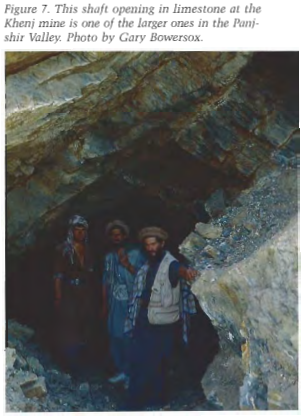 Figure 7. This shaft opening in limestone at the
Khenj mine is one of the larger ones in the Panj-
shir Valley. Photo by Gary Bowersox.